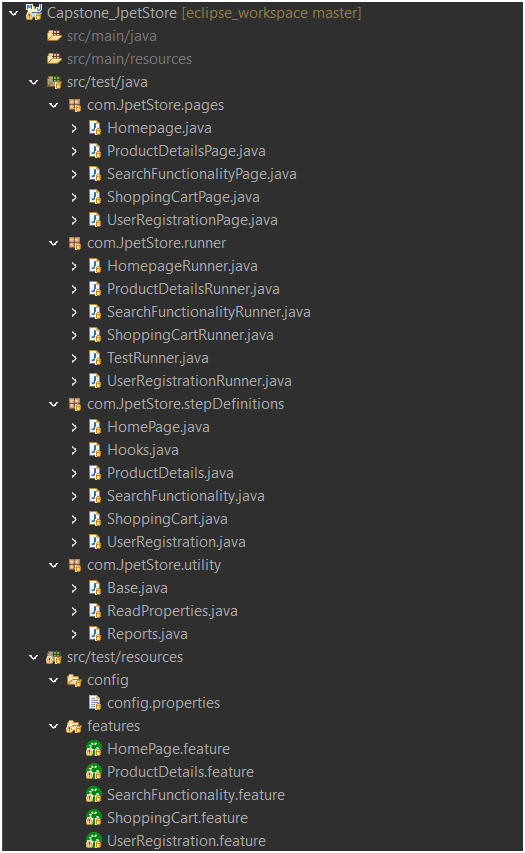 Capstone_JpetStore [eclipse_workspace master]
src/main/java
src/main/resources
src/test/java
com.JpetStore.pages
Homepage.java
ProductDetailsPage.java
SearchFunctionalityPage.java
ShoppingCartPage.java
UserRegistrationPage.java
com.JpetStore.runner
HomepageRunner.java
ProductDetailsRunner.java
SearchFunctionalityRunner.java
ShoppingCartRunner.java
TestRunner.java
UserRegistrationRunner.java
com.JpetStore.stepDefinitions
HomePage.java
Hooks.java
ProductDetails.java
SearchFunctionality.java
ShoppingCart.java
UserRegistration.java
com.JpetStore.utility
Base.java
ReadProperties.java
Reports.java
src/test/resources
config
config.properties
features
HomePage.feature
ProductDetails.feature
SearchFunctionality.feature
ShoppingCart.feature
UserRegistration.feature